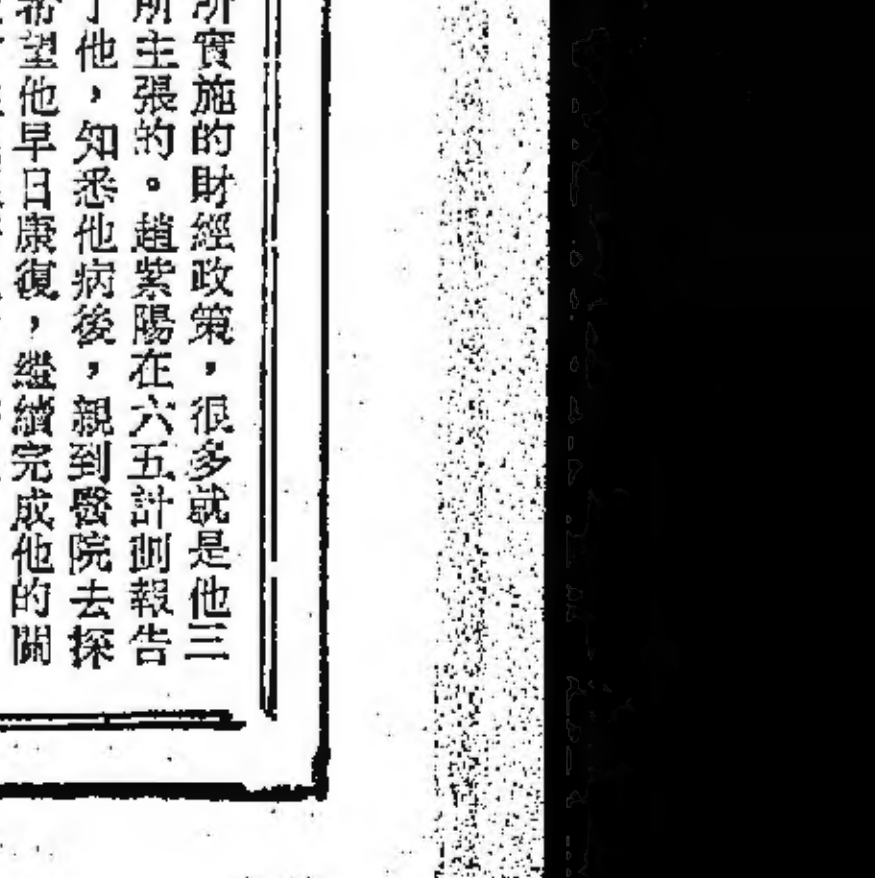 所實施的財經政策，很多就是他三
所主張的。趙紫陽在六五計劃報告
了他，知悉他病後，親到醫院去探
希望他早日康復，繼續完成他的關